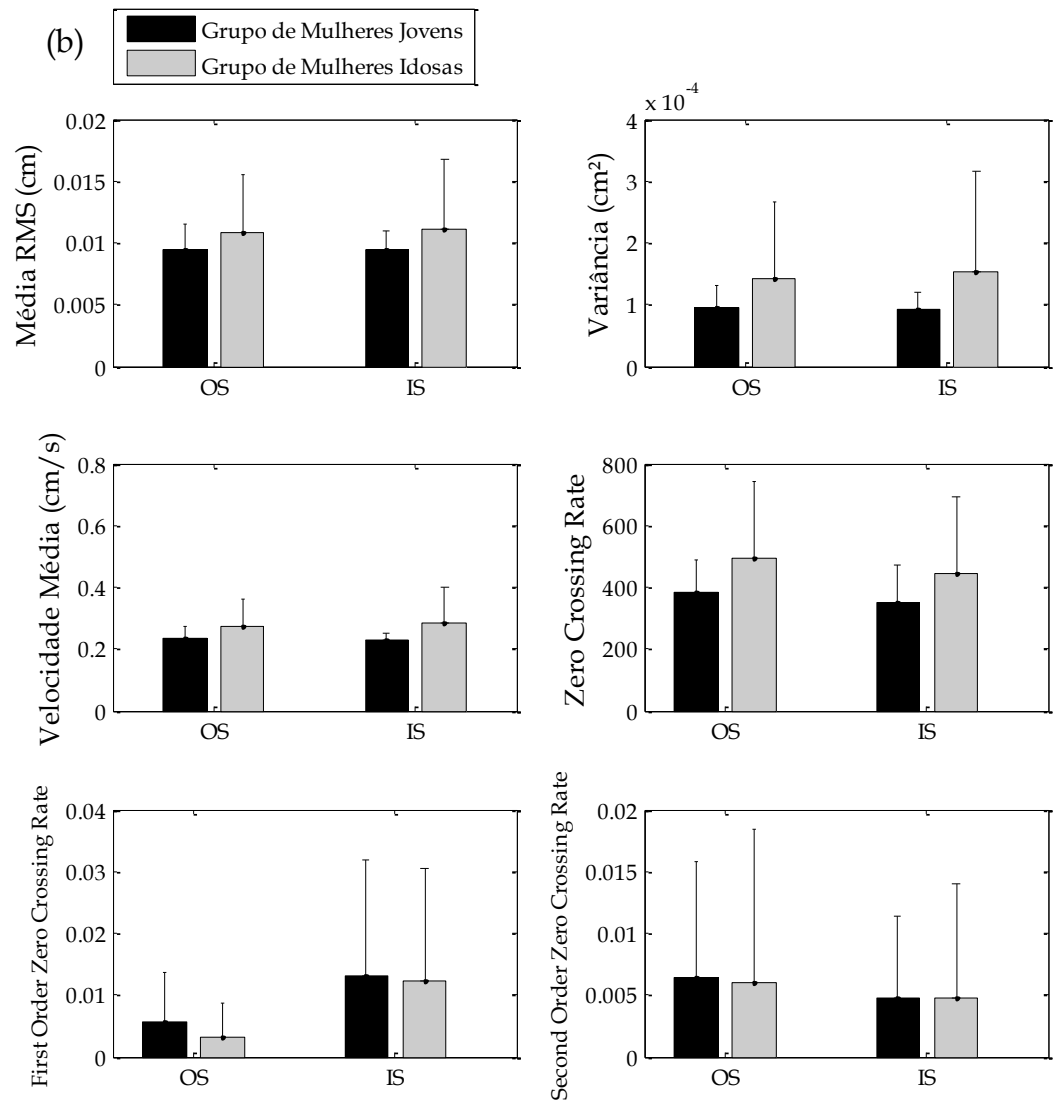 (b)
Grupo de Mulheres Jovens
Grupo de Mulheres Idosas
Média RMS (cm)
0.02
0.015
0.01
0.005
0
OS
IS
Variância (cm²)
x 10⁻⁴
4
3
2
1
0
OS
IS
Velocidade Média (cm/s)
0.8
0.6
0.4
0.2
0
OS
IS
Zero Crossing Rate
800
600
400
200
0
OS
IS
First Order Zero Crossing Rate
0.04
0.03
0.02
0.01
0
OS
IS
Second Order Zero Crossing Rate
0.02
0.015
0.01
0.005
0
OS
IS